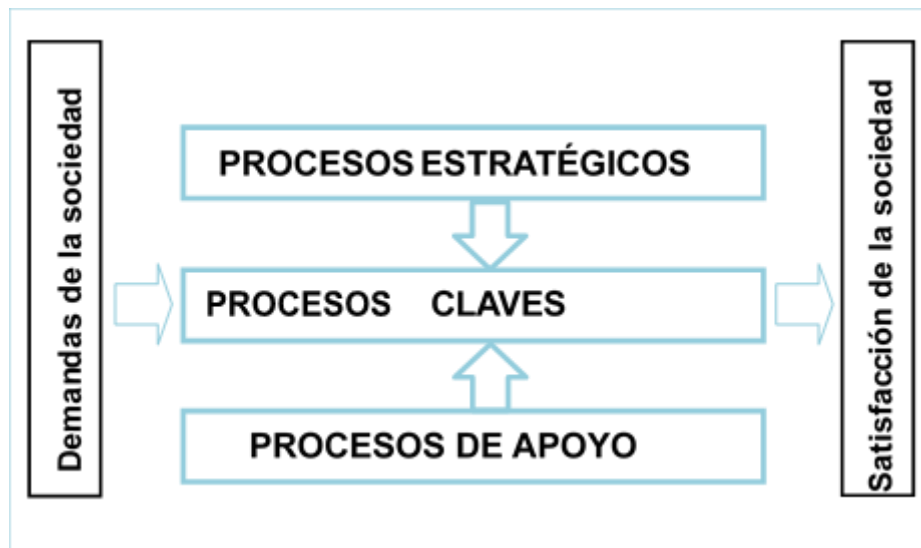 Demandas de la sociedad
PROCESOS ESTRATÉGICOS
PROCESOS CLAVES
PROCESOS DE APOYO
Satisfacción de la sociedad